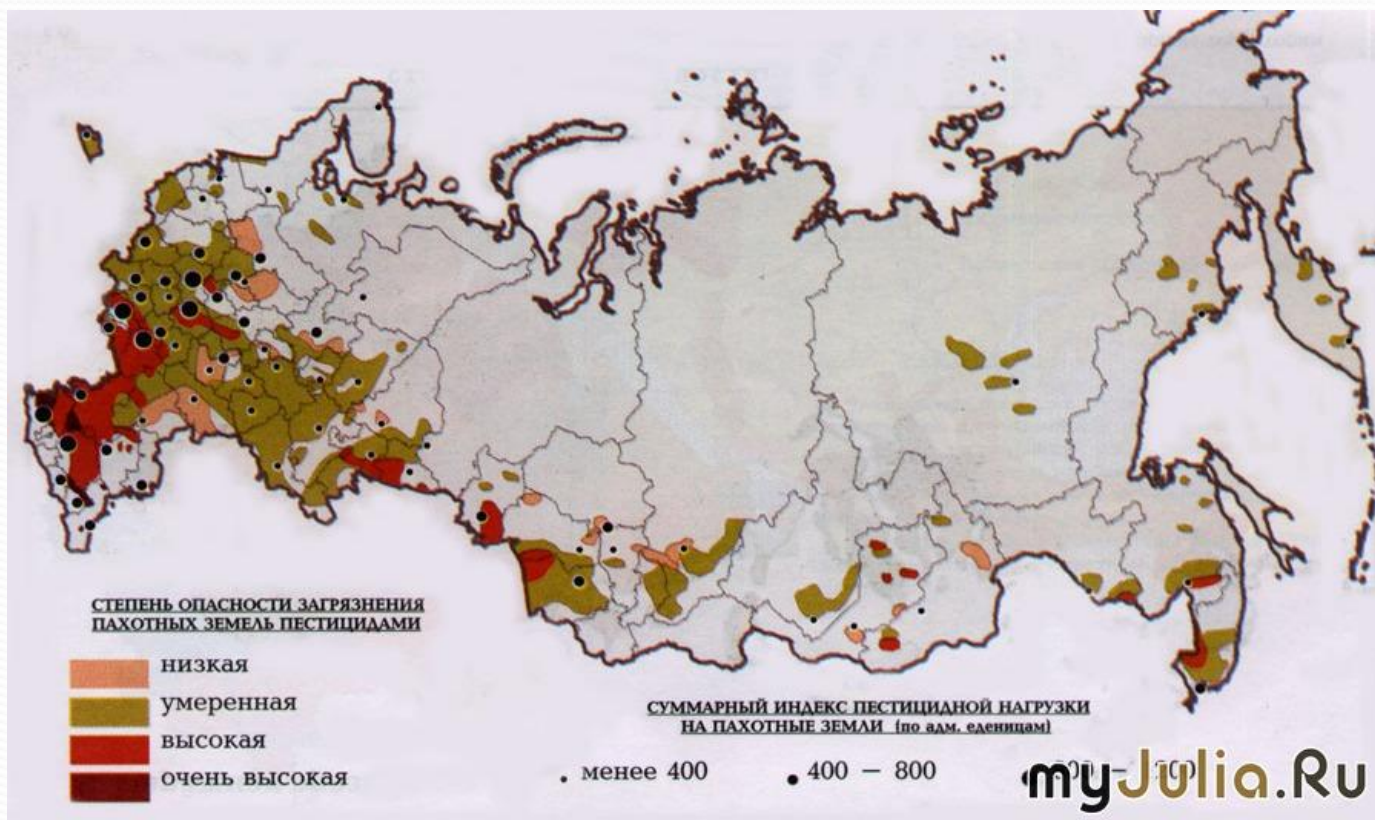 СТЕПЕНЬ ОПАСНОСТИ ЗАГРЯЗНЕНИЯ
ПАХОТНЫХ ЗЕМЕЛЬ ПЕСТИЦИДАМИ
низкая
умеренная
высокая
очень высокая
СУММАРНЫЙ ИНДЕКС ПЕСТИЦИДНОЙ НАГРУЗКИ
НА ПАХОТНЫЕ ЗЕМЛИ (по адм. еденицам)
менее 400
400 — 800
myJulia.Ru